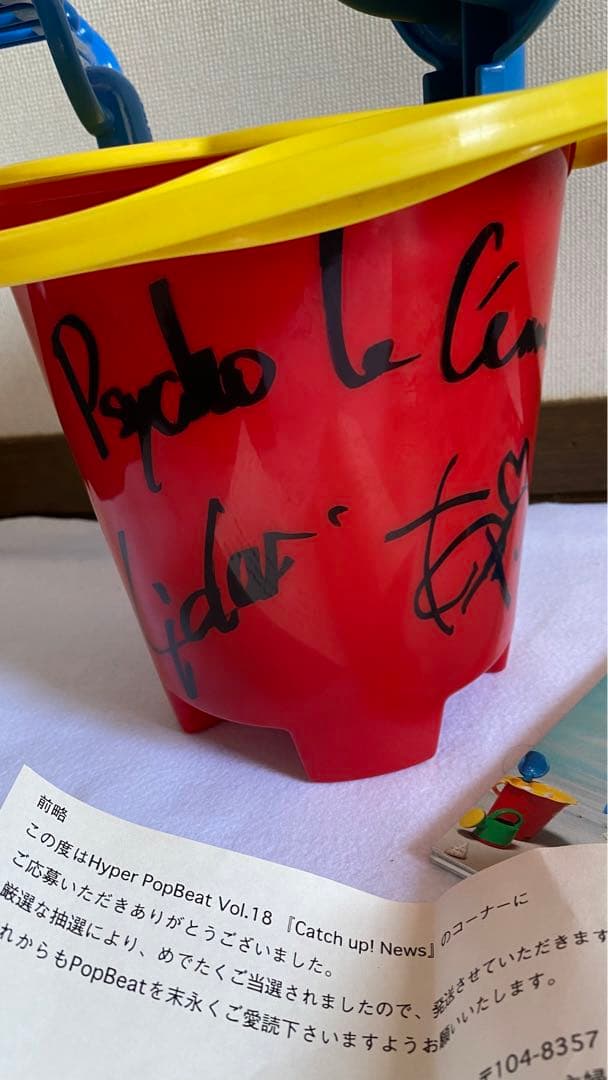 Psycho le Cému
Lida
前略
この度はHyper PopBeat Vol.18 『Catch up! News』のコーナーに
ご応募いただきありがとうございました。
厳選な抽選により、めでたくご当選されましたので、発送させていただきます
れからもPopBeatを末永くご愛読下さいますようお願いいたします。
〒104-8357